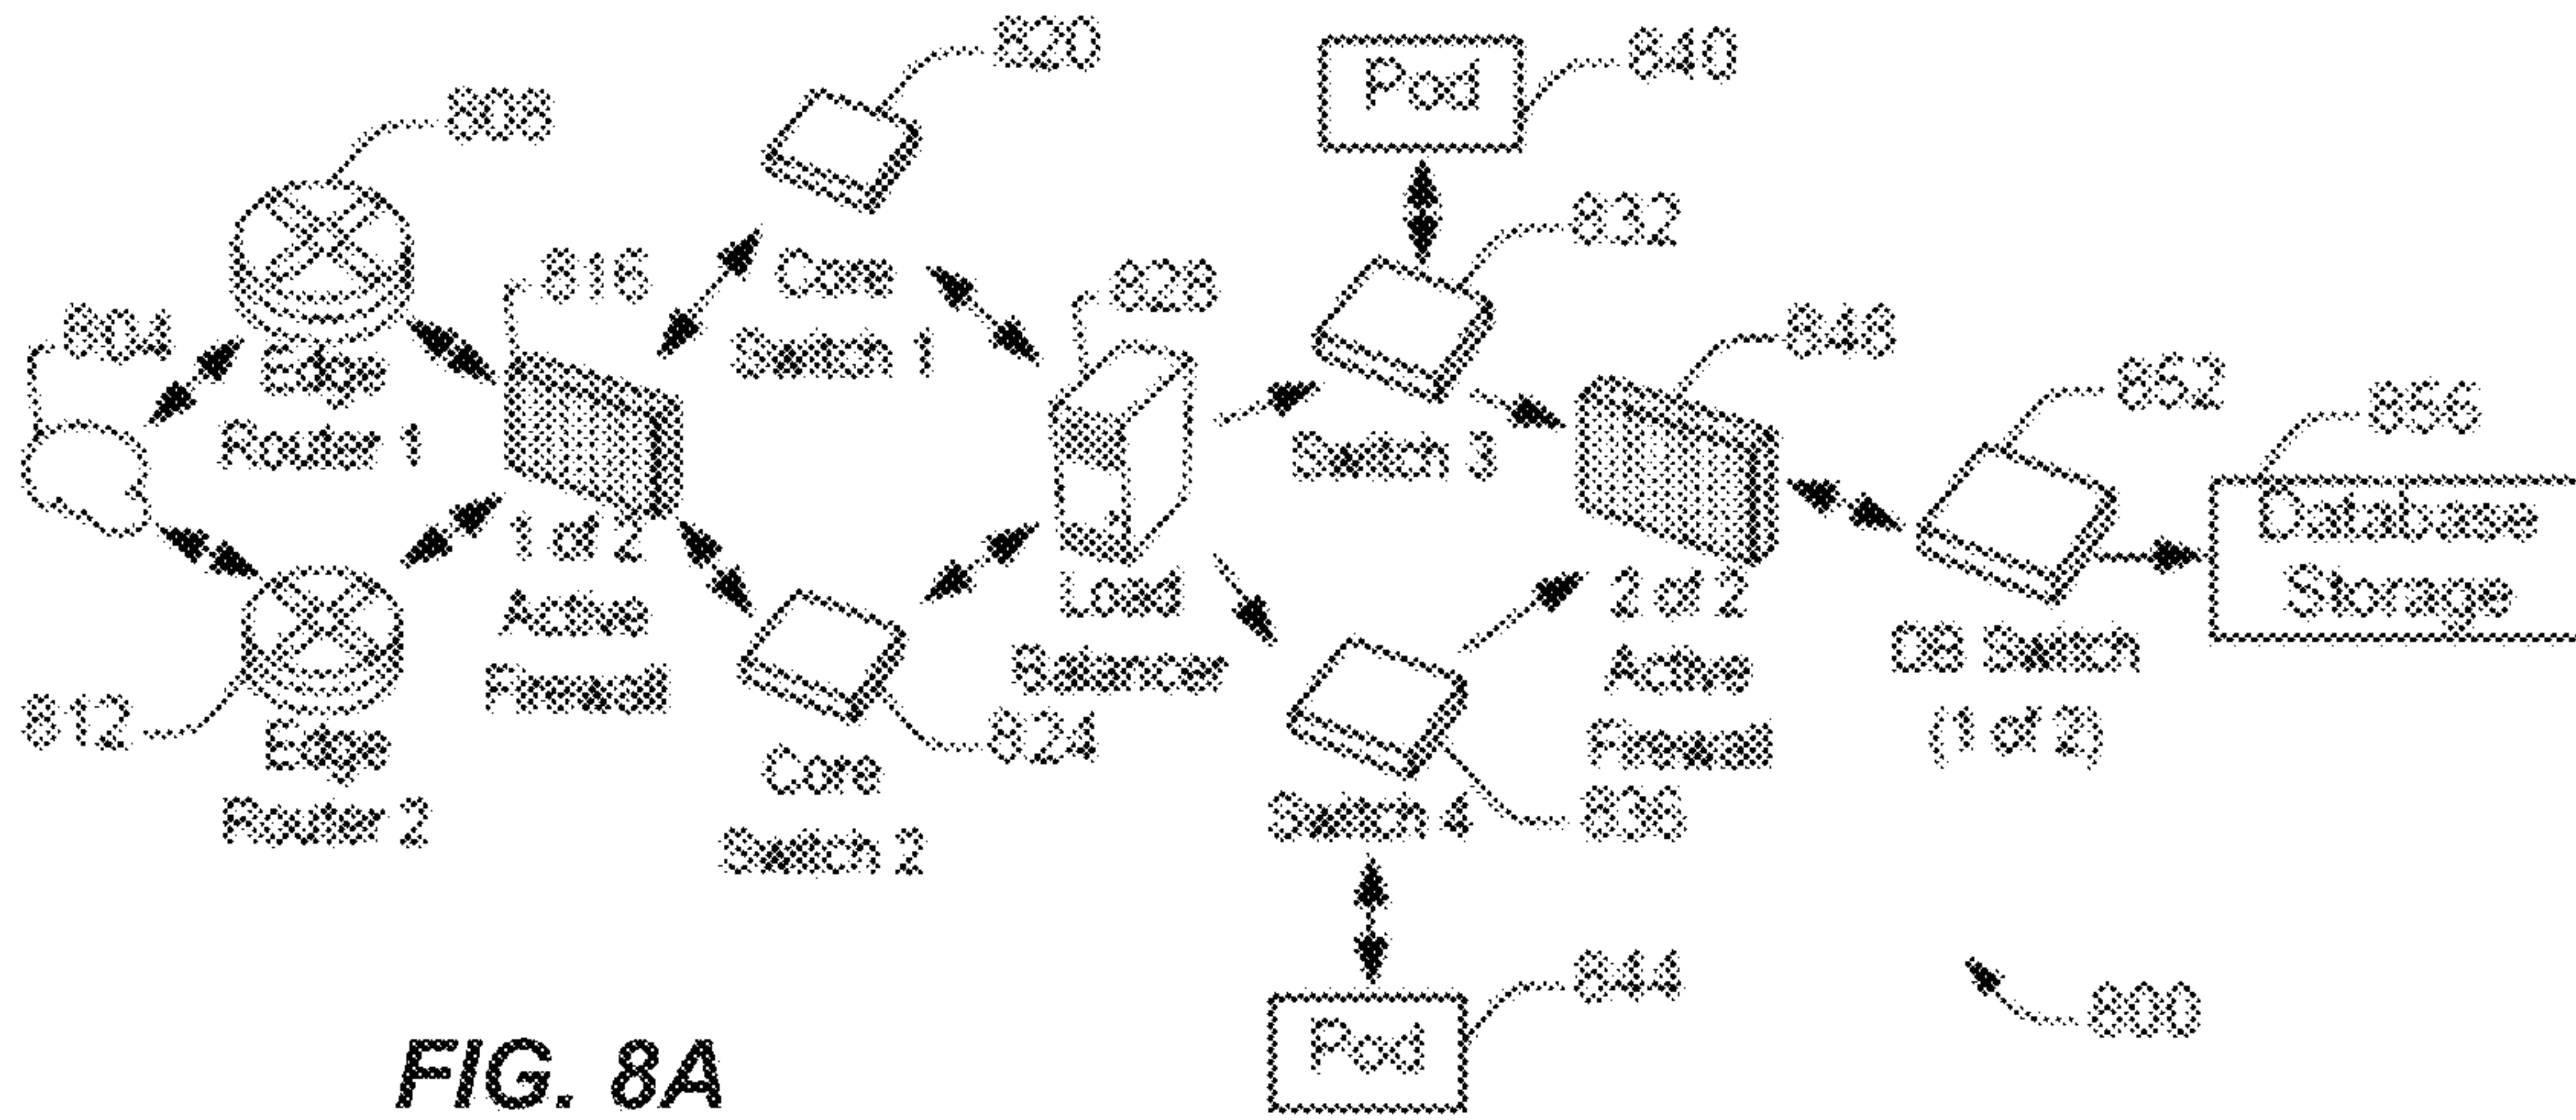 820
840
Pod
808
832
816
Core
Switch 1
828
848
804
Edge
Router 1
852
856
Switch 3
Database
Storage
1 of 2
Active
Firewall
Load
Balancer
2 of 2
Active
Firewall
DB Switch
(1 of 2)
812
Edge
Router 2
824
Core
Switch 2
Switch 4
836
844
Pod
800
FIG. 8A